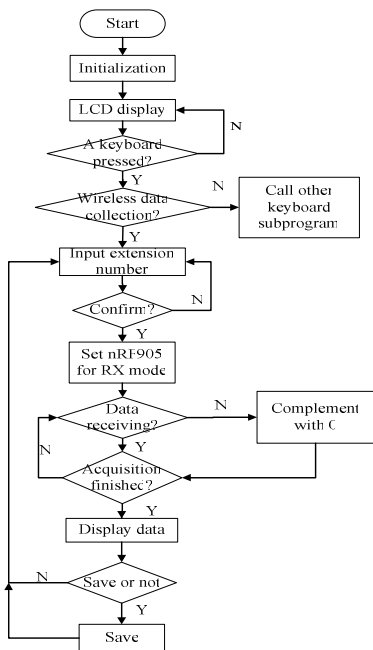 Start
Initialization
LCD display
N
A keyboard
pressed?
Y
N
Wireless data
collection?
Call other
keyboard
subprogram
Y
Input extension
number
N
Confirm?
Y
Set nRF905
for RX mode
Data
receiving?
N
Complement
with 0
N
Y
Acquisition
finished?
Y
Display data
N
Save or not
Y
Save